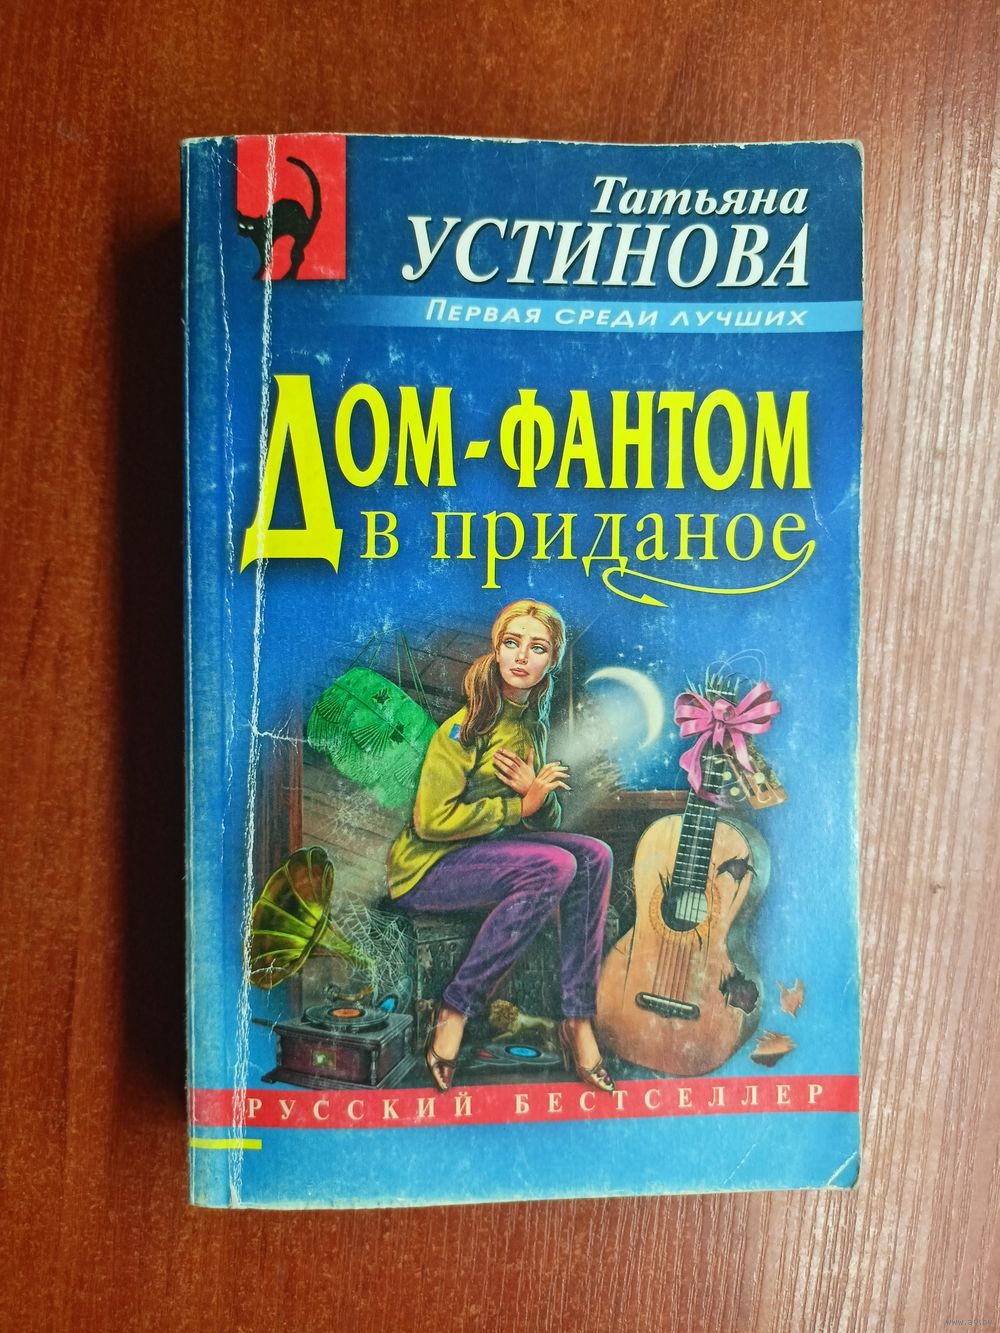 Татьяна
УСТИНОВА
ПЕРВАЯ СРЕДИ ЛУЧШИХ
ДОМ-ФАНТОМ
в приданое
РУССКИЙ БЕСТСЕЛЛЕР